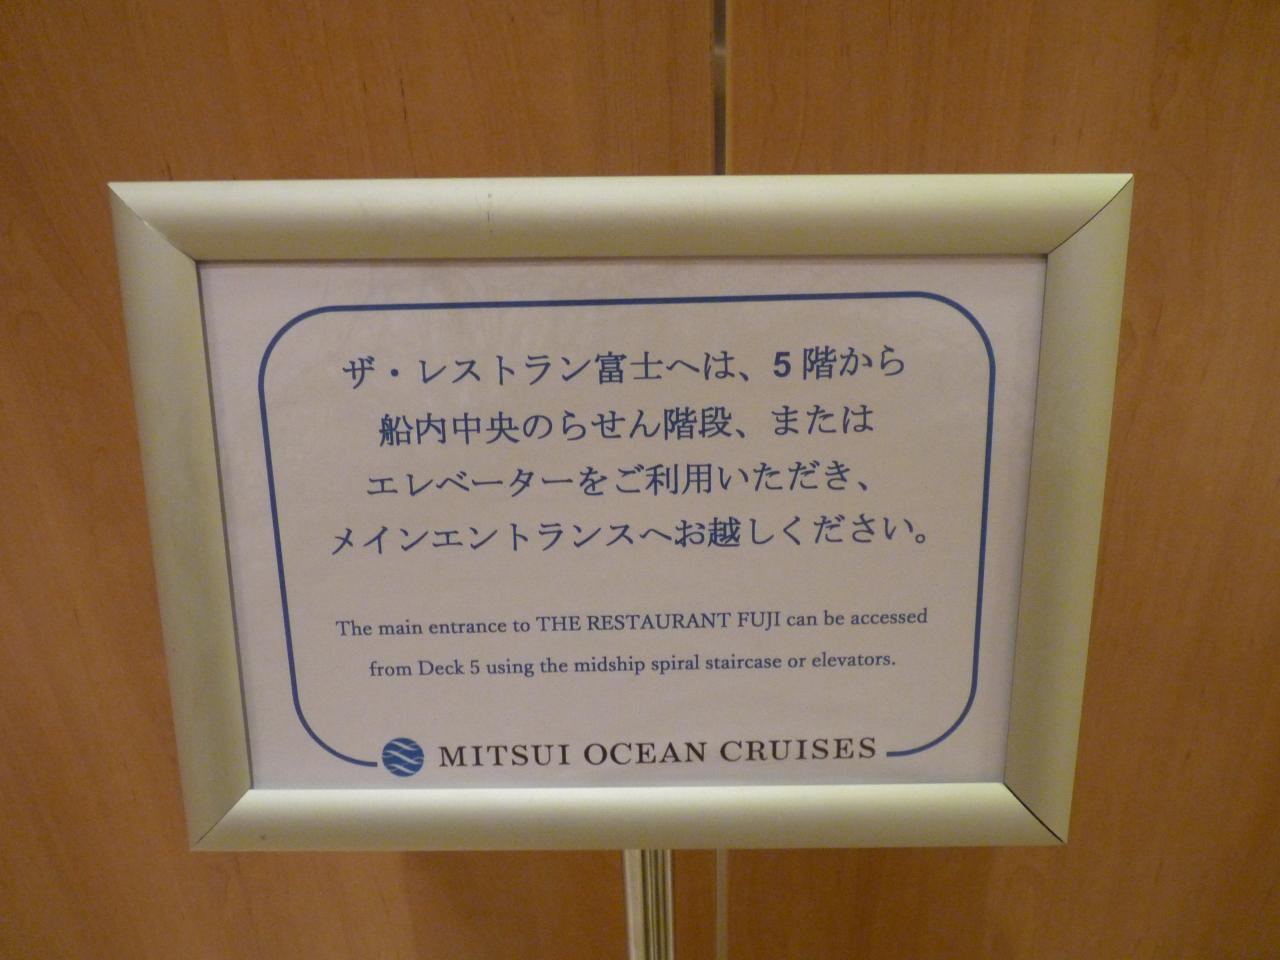 ザ・レストラン富士へは、5 階から
船内中央のらせん階段、または
エレベーターをご利用いただき、
メインエントランスへお越しください。
The main entrance to THE RESTAURANT FUJI can be accessed
from Deck 5 using the midship spiral staircase or elevators.
MITSUI OCEAN CRUISES